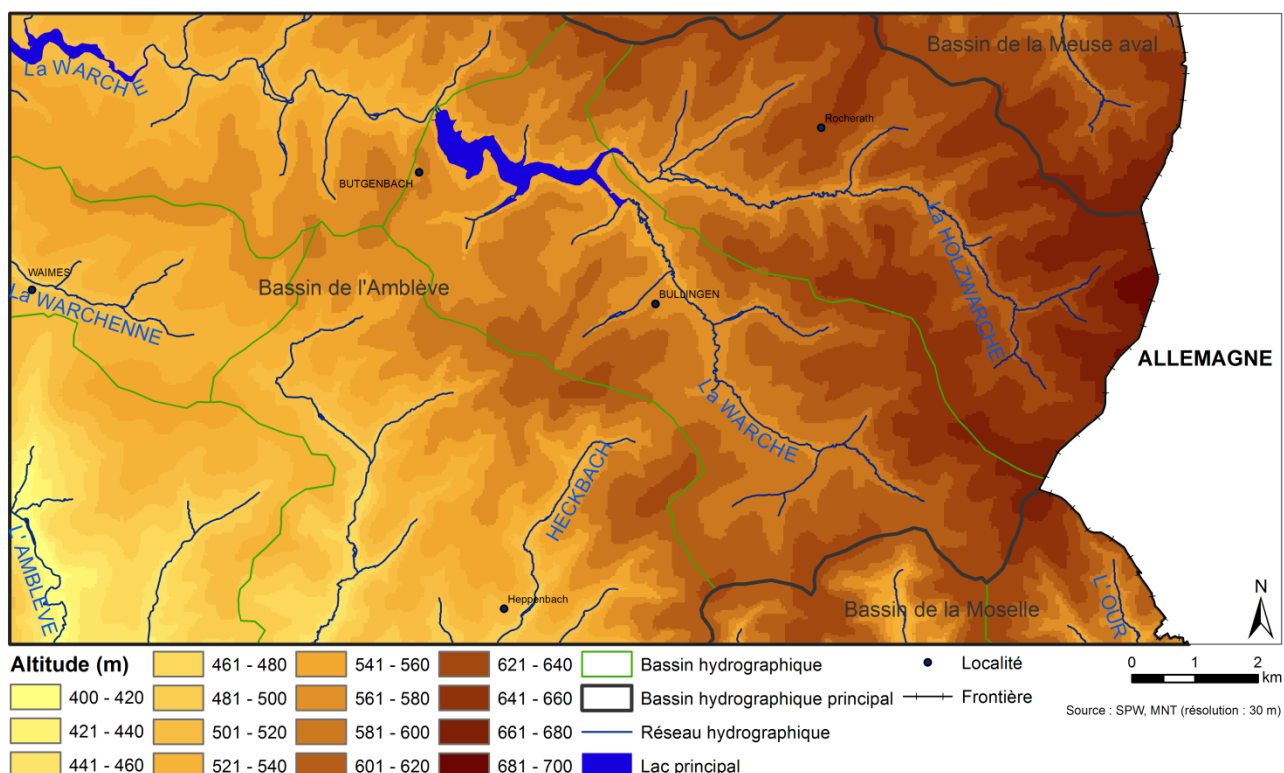 Bassin de la Meuse aval
La WARCHE
Rocherath
BUTGENBACH
La HOLZWARCHE
WAIMES
Bassin de l'Amblève
La WARCHENNE
BULLINGEN
ALLEMAGNE
La WARCHE
HECKBACH
L'AMBLÈVE
Heppenbach
Bassin de la Moselle
L'OUR
N
Altitude (m)
400 - 420
421 - 440
441 - 460
461 - 480
481 - 500
501 - 520
521 - 540
541 - 560
561 - 580
581 - 600
601 - 620
621 - 640
641 - 660
661 - 680
681 - 700
Bassin hydrographique
Bassin hydrographique principal
Réseau hydrographique
Lac principal
Localité
Frontière
0 1 2
km
Source : SPW, MNT (résolution : 30 m)